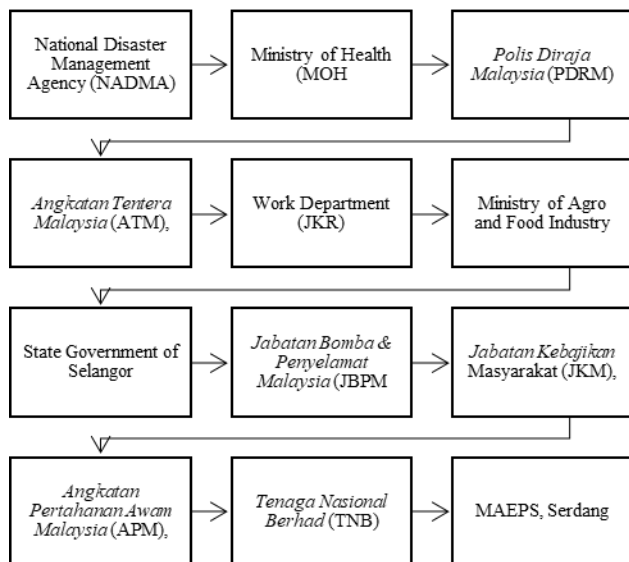 National Disaster
Management
Agency (NADMA)
Ministry of Health
(MOH
Polis Diraja
Malaysia (PDRM)
Angkatan Tentera
Malaysia (ATM),
Work Department
(JKR)
Ministry of Agro
and Food Industry
State Government of
Selangor
Jabatan Bomba &
Penyelamat
Malaysia (JBPM
Jabatan Kebajikan
Masyarakat (JKM),
Angkatan
Pertahanan Awam
Malaysia (APM),
Tenaga Nasional
Berhad (TNB)
MAEPS, Serdang